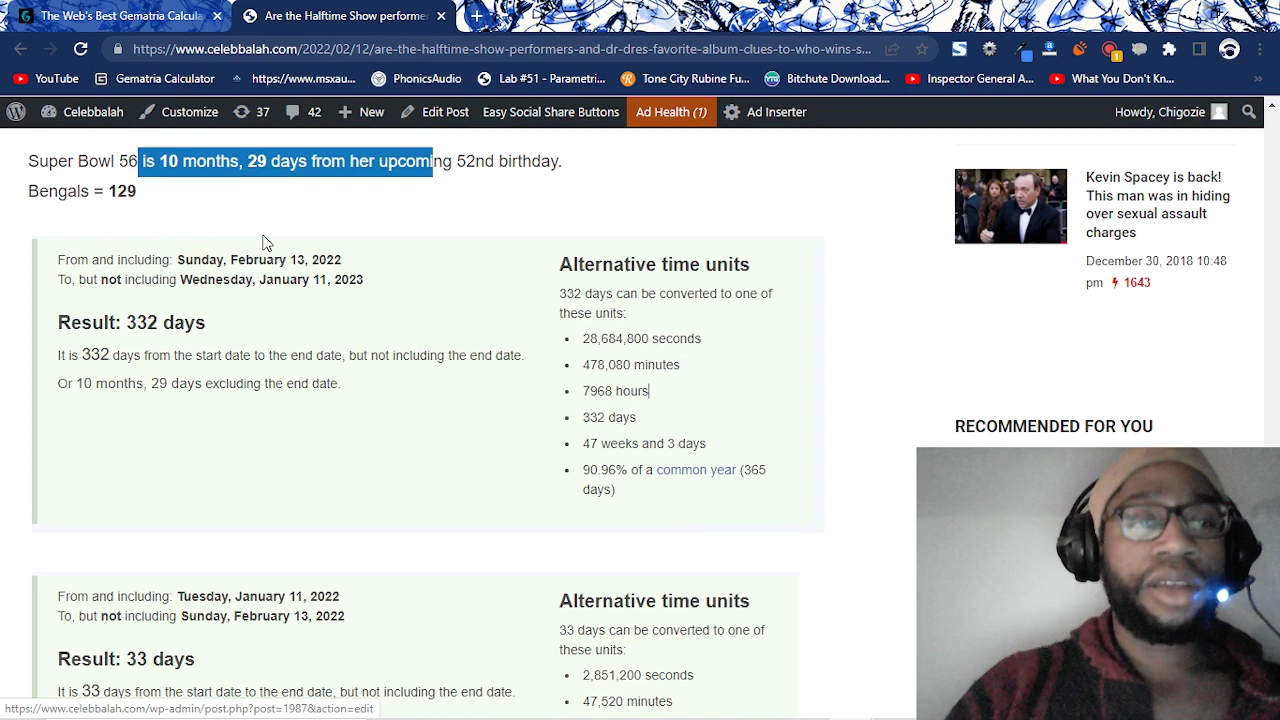 The Web's Best Gematria Calcula
Are the Halftime Show performer
https://www.celebbalah.com/2022/02/12/are-the-halftime-show-performers-and-dr-dres-favorite-album-clues-to-who-wins-s...
YouTube
Gematria Calculator
https://www.msxau...
PhonicsAudio
Lab #51 - Parametri...
Tone City Rubine Fu...
Bitchute Download...
Inspector General A...
What You Don't Kn...
Celebbalah
Customize
37
42
New
Edit Post
Easy Social Share Buttons
Ad Health (1)
Ad Inserter
Howdy, Chigozie
Super Bowl 56 is 10 months, 29 days from her upcoming 52nd birthday.
Bengals = 129
From and including: Sunday, February 13, 2022
To, but not including Wednesday, January 11, 2023
Result: 332 days
It is 332 days from the start date to the end date, but not including the end date.
Or 10 months, 29 days excluding the end date.
Alternative time units
332 days can be converted to one of
these units:
28,684,800 seconds
478,080 minutes
7968 hours
332 days
47 weeks and 3 days
90.96% of a common year (365
days)
From and including: Tuesday, January 11, 2022
To, but not including Sunday, February 13, 2022
Result: 33 days
It is 33 days from the start date to the end date, but not including the end date.
Alternative time units
33 days can be converted to one of
these units:
2,851,200 seconds
47,520 minutes
Kevin Spacey is back!
This man was in hiding
over sexual assault
charges
December 30, 2018 10:48
pm 1643
RECOMMENDED FOR YOU
https://www.celebbalah.com/wp-admin/post.php?post=1987&action=edit